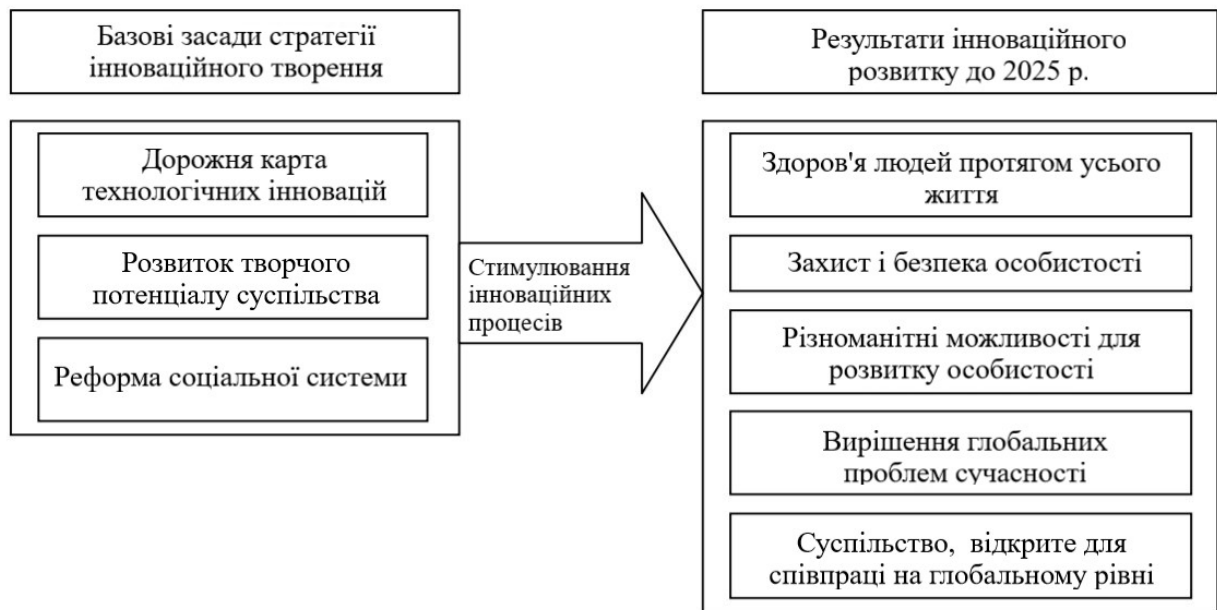 Базові засади стратегії
інноваційного творення
Дорожня карта
технологічних інновацій
Розвиток творчого
потенціалу суспільства
Реформа соціальної системи
Стимулювання
інноваційних
процесів
Результати інноваційного
розвитку до 2025 р.
Здоров'я людей протягом усього
життя
Захист і безпека особистості
Різноманітні можливості для
розвитку особистості
Вирішення глобальних
проблем сучасності
Суспільство, відкрите для
співпраці на глобальному рівні